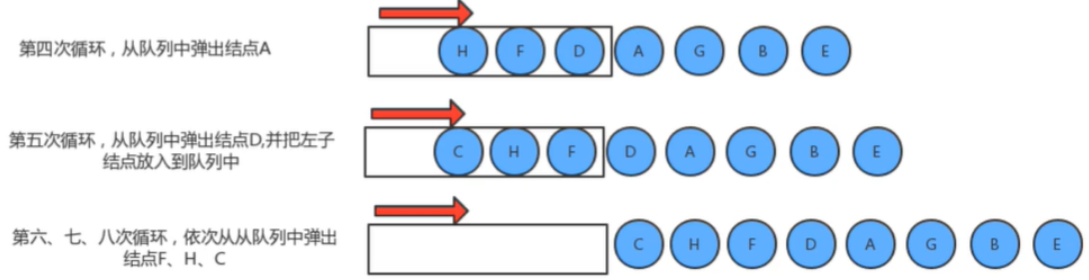 第四次循环，从队列中弹出结点A
H F D A G B E
第五次循环，从队列中弹出结点D,并把左子
结点放入到队列中
C H F D A G B E
第六、七、八次循环，依次从从队列中弹出
结点F、H、C
C H F D A G B E